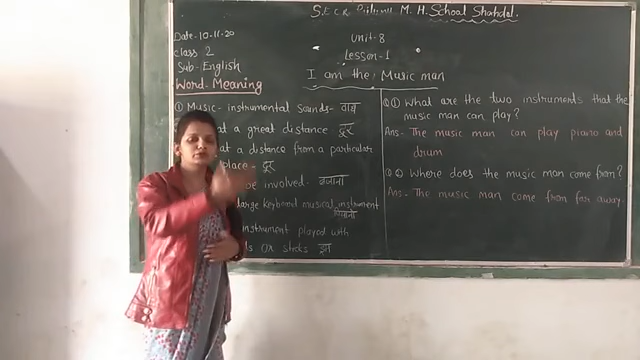 S.E.C.R. M. H. School Shahdol.
Date-10-11-20
Unit-8
class 2
Lesson-1
Sub-English
I am the Music man
Word-Meaning
① Music - instrumental sounds- वाद्य
at a great distance दूर
at a distance from a particular
place - दूर
be involved. बजाना
large keyboard musical instrument
पियानो
instrument played with
or sticks ड्रम
Q.① What are the two instruments that the
music man can play?
Ans- The music man can play piano and
drum
Q.② Where does the music man come from?
Ans- The music man come from far away.